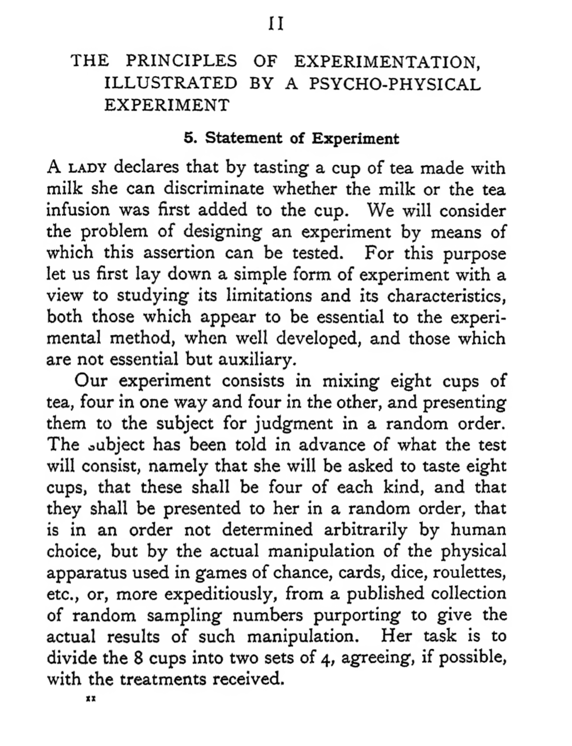 II
THE PRINCIPLES OF EXPERIMENTATION,
ILLUSTRATED BY A PSYCHO-PHYSICAL
EXPERIMENT
5. Statement of Experiment
A LADY declares that by tasting a cup of tea made with
milk she can discriminate whether the milk or the tea
infusion was first added to the cup. We will consider
the problem of designing an experiment by means of
which this assertion can be tested. For this purpose
let us first lay down a simple form of experiment with a
view to studying its limitations and its characteristics,
both those which appear to be essential to the experi-
mental method, when well developed, and those which
are not essential but auxiliary.
Our experiment consists in mixing eight cups of
tea, four in one way and four in the other, and presenting
them to the subject for judgment in a random order.
The subject has been told in advance of what the test
will consist, namely that she will be asked to taste eight
cups, that these shall be four of each kind, and that
they shall be presented to her in a random order, that
is in an order not determined arbitrarily by human
choice, but by the actual manipulation of the physical
apparatus used in games of chance, cards, dice, roulettes,
etc., or, more expeditiously, from a published collection
of random sampling numbers purporting to give the
actual results of such manipulation. Her task is to
divide the 8 cups into two sets of 4, agreeing, if possible,
with the treatments received.
11